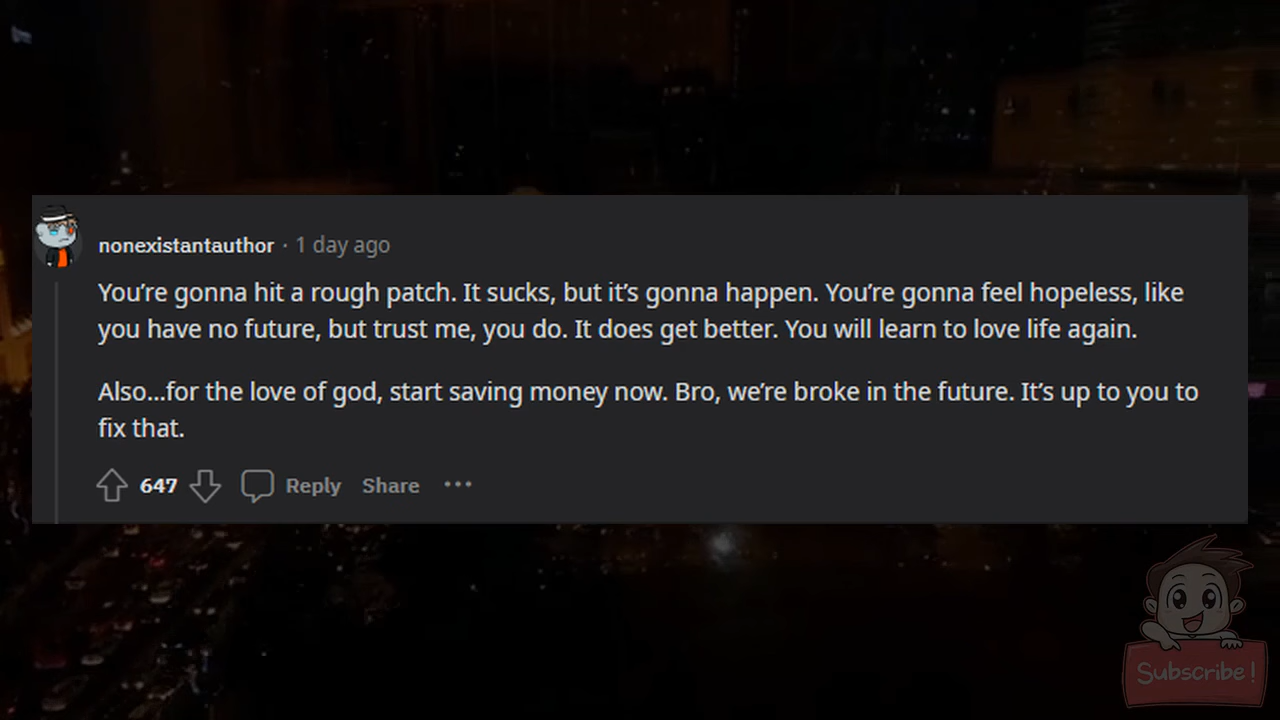 nonexistantauthor · 1 day ago
You’re gonna hit a rough patch. It sucks, but it’s gonna happen. You’re gonna feel hopeless, like
you have no future, but trust me, you do. It does get better. You will learn to love life again.
Also...for the love of god, start saving money now. Bro, we’re broke in the future. It’s up to you to
fix that.
647 Reply Share ···
Subscribe!